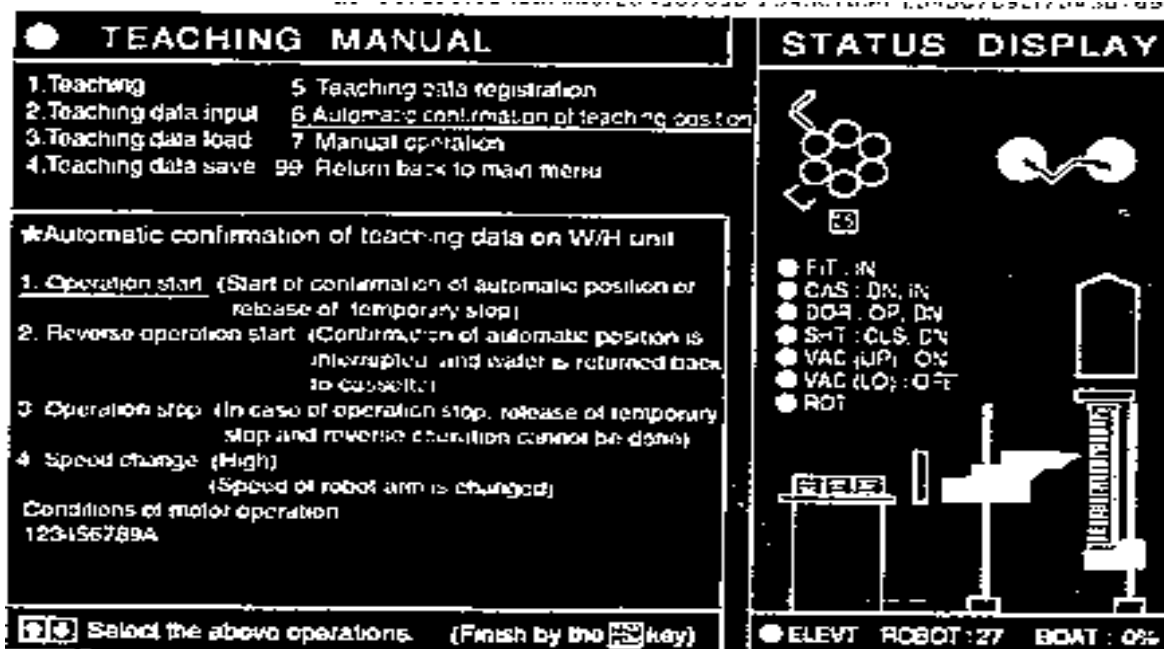 TEACHING MANUAL
1.Teaching
2.Teaching data input
3.Teaching data load
4.Teaching data save
5 Teaching data registration
6 Automatic confirmation of teaching position
7 Manual operation
99 Return back to main menu
★Automatic confirmation of teaching data on W/H unit
1. Operation start (Start of confirmation of automatic position or
release of temporary stop)
2. Reverse operation start (Confirmation of automatic position is
interrupted and wafer is returned back
to cassette)
3 Operation stop (In case of operation stop, release of temporary
stop and reverse operation cannot be done)
4 Speed change (High)
(Speed of robot arm is changed)
Conditions of motor operation
123456789A
Select the above operations. (Finish by the key)
STATUS DISPLAY
CAS : DN, IN
DOR : OP, DN
SHT : CLS, DN
VAC (UP) : ON
VAC (LO) : OFF
ROT
ELEVT ROBOT : 27 BOAT : 0%